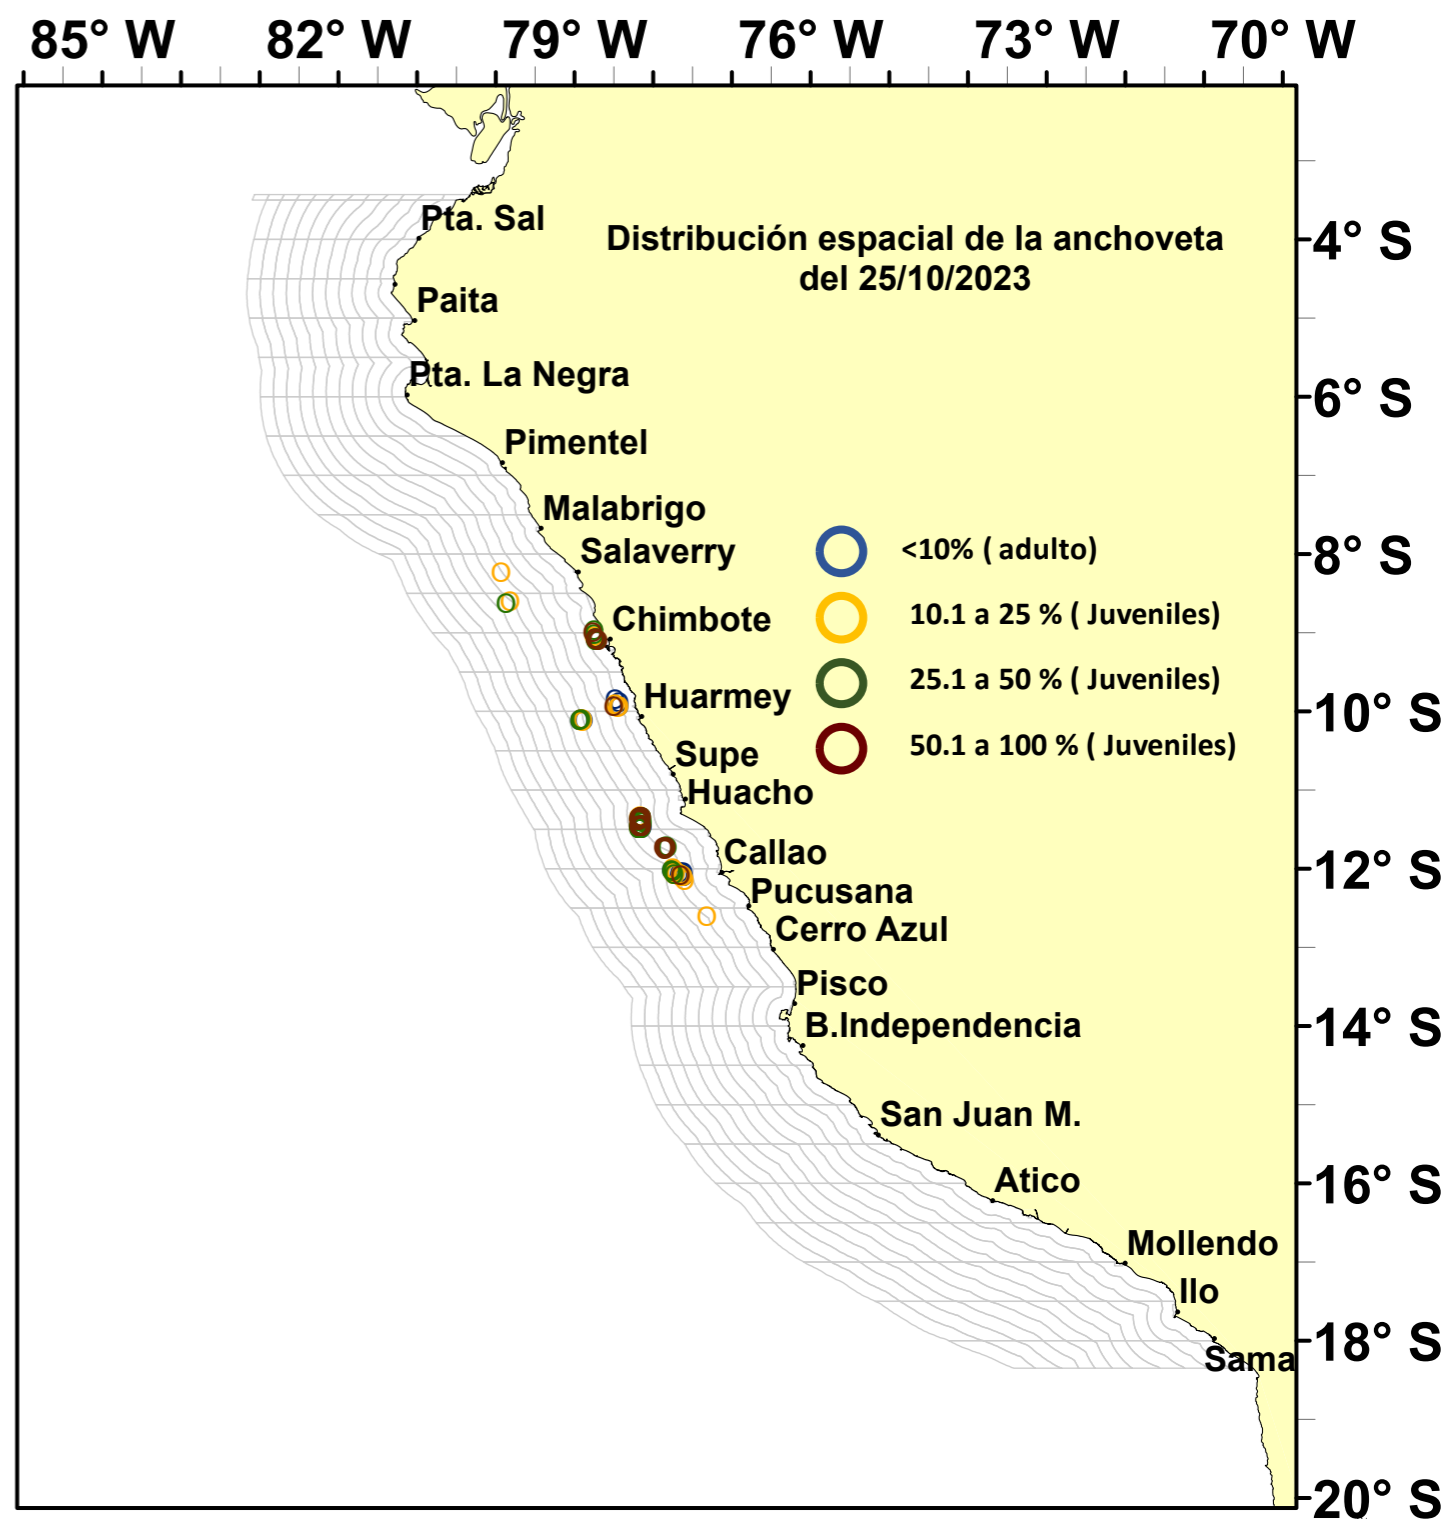 85° W 82° W 79° W 76° W 73° W 70° W
Pta. Sal
Distribución espacial de la anchoveta
del 25/10/2023
4° S
Paita
Pta. La Negra
6° S
Pimentel
Malabrigo
Salaverry
<10% ( adulto)
8° S
Chimbote
10.1 a 25 % ( Juveniles)
25.1 a 50 % ( Juveniles)
Huarmey
10° S
50.1 a 100 % ( Juveniles)
Supe
Huacho
Callao
12° S
Pucusana
Cerro Azul
Pisco
B.Independencia
14° S
San Juan M.
Atico
16° S
Mollendo
Ilo
18° S
Sama
20° S